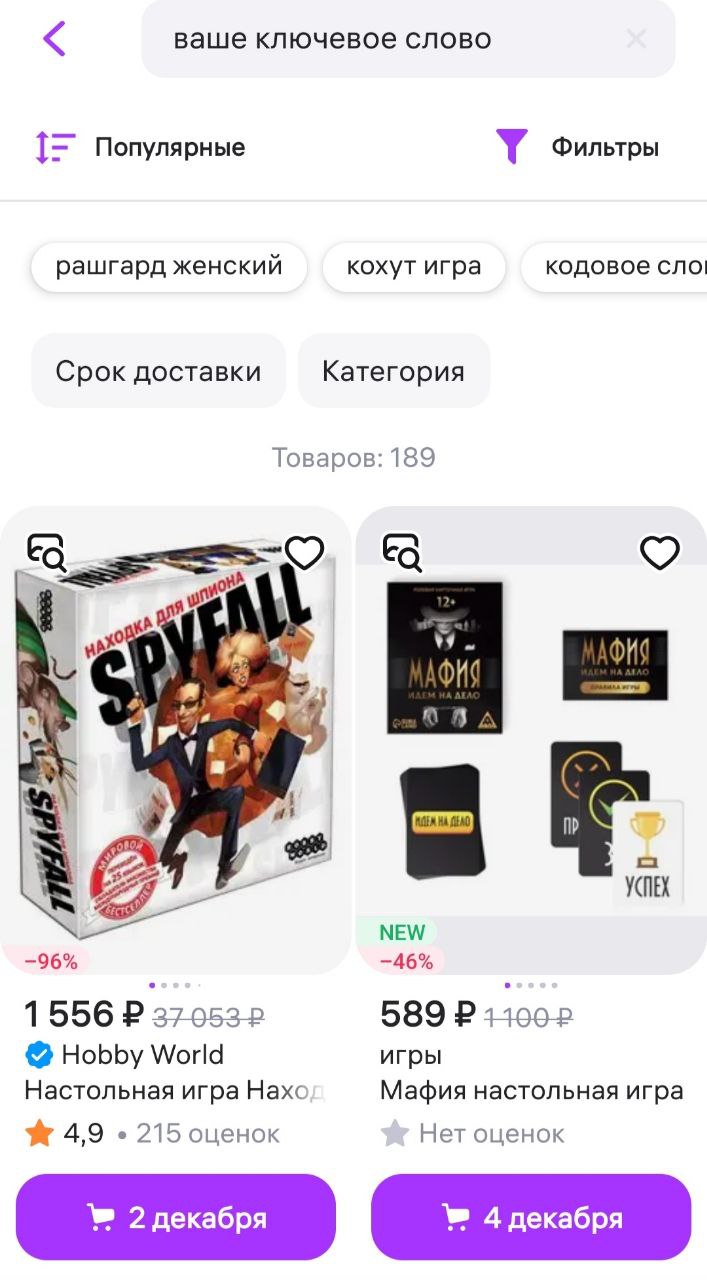 ваше ключевое слово
Популярные
Фильтры
рашгард женский
кохут игра
кодовое сло
Срок доставки
Категория
Товаров: 189
НАХОДКА ДЛЯ ШПИОНА
SPYFALL
SPYFALL
МИРОВОЙ
БЕСТСЕЛЛЕР
–96%
12+
МАФИЯ
ИДЕМ НА ДЕЛО
МАФИЯ
ИДЕМ НА ДЕЛО
ПРАВИЛА ИГРЫ
ИДЕМ НА ДЕЛО
ПР
УСПЕХ
NEW
–46%
1 556 ₽ 37 053 ₽
Hobby World
Настольная игра Наход
4,9 • 215 оценок
2 декабря
589 ₽ 1 100 ₽
игры
Мафия настольная игра
Нет оценок
4 декабря